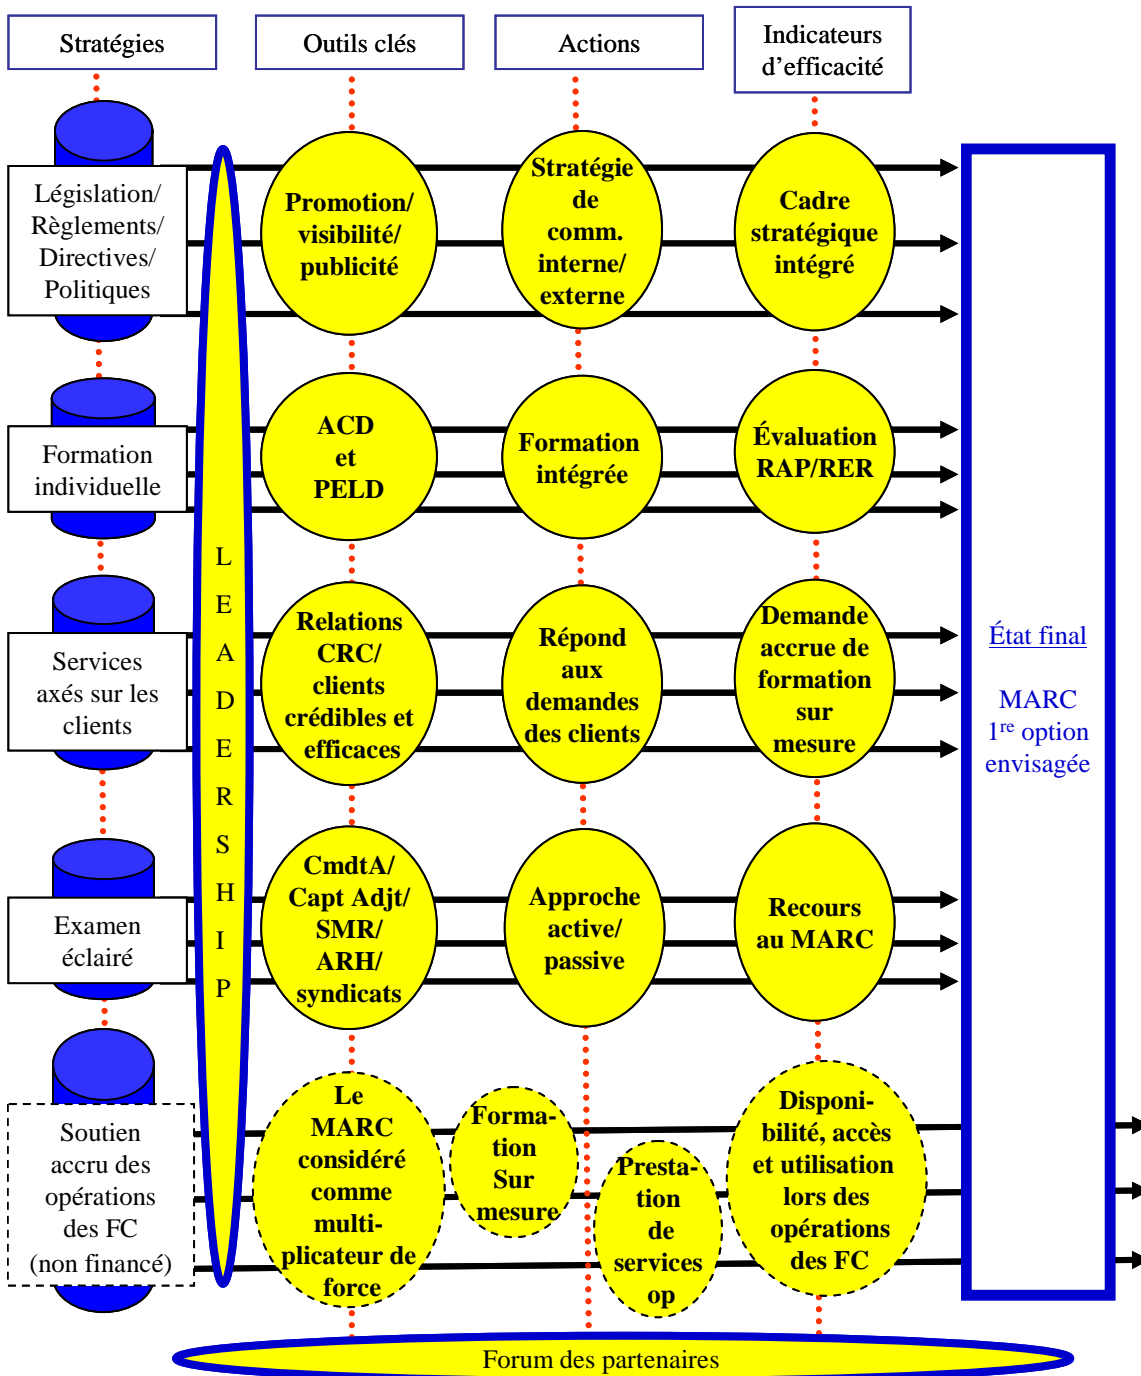 Stratégies
Outils clés
Actions
Indicateurs
d’efficacité
Législation/
Règlements/
Directives/
Politiques
Promotion/
visibilité/
publicité
Stratégie
de
comm.
interne/
externe
Cadre
stratégique
intégré
Formation
individuelle
ACD
et
PELD
Formation
intégrée
Évaluation
RAP/RER
Services
axés sur les
clients
Relations
CRC/
clients
crédibles et
efficaces
Répond
aux
demandes
des clients
Demande
accrue de
formation
sur
mesure
Examen
éclairé
CmdtA/
Capt Adjt/
SMR/
ARH/
syndicats
Approche
active/
passive
Recours
au MARC
Soutien
accru des
opérations
des FC
(non financé)
Le
MARC
considéré
comme
multi-
plicateur de
force
Forma-
tion
Sur
mesure
Presta-
tion
de
services
op
Disponi-
bilité, accès
et utilisation
lors des
opérations
des FC
L
E
A
D
E
R
S
H
I
P
État final
MARC
1re option
envisagée
Forum des partenaires